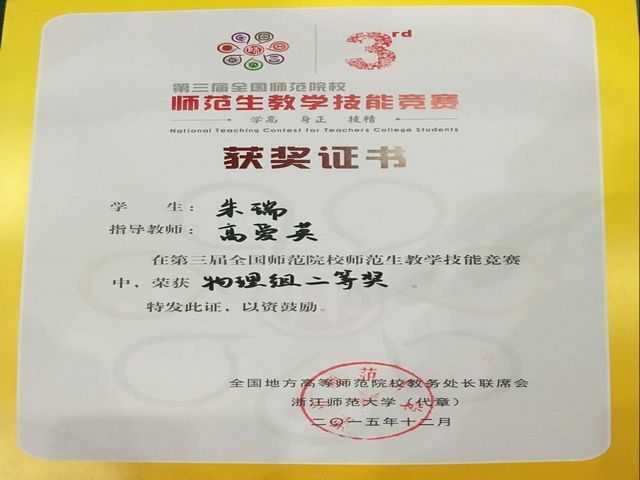 3rd
第三届全国师范院校
师范生教学技能竞赛
学高 身正 技精
National Teaching Contest for Teachers College Students
获奖证书
学 生：朱瑞
指导教师：高爱英
在第三届全国师范院校师范生教学技能竞赛
中，荣获 物理组二等奖 。
特发此证，以资鼓励。
全国地方高等师范院校教务处长联席会
浙江师范大学（代章）
二〇一五年十二月